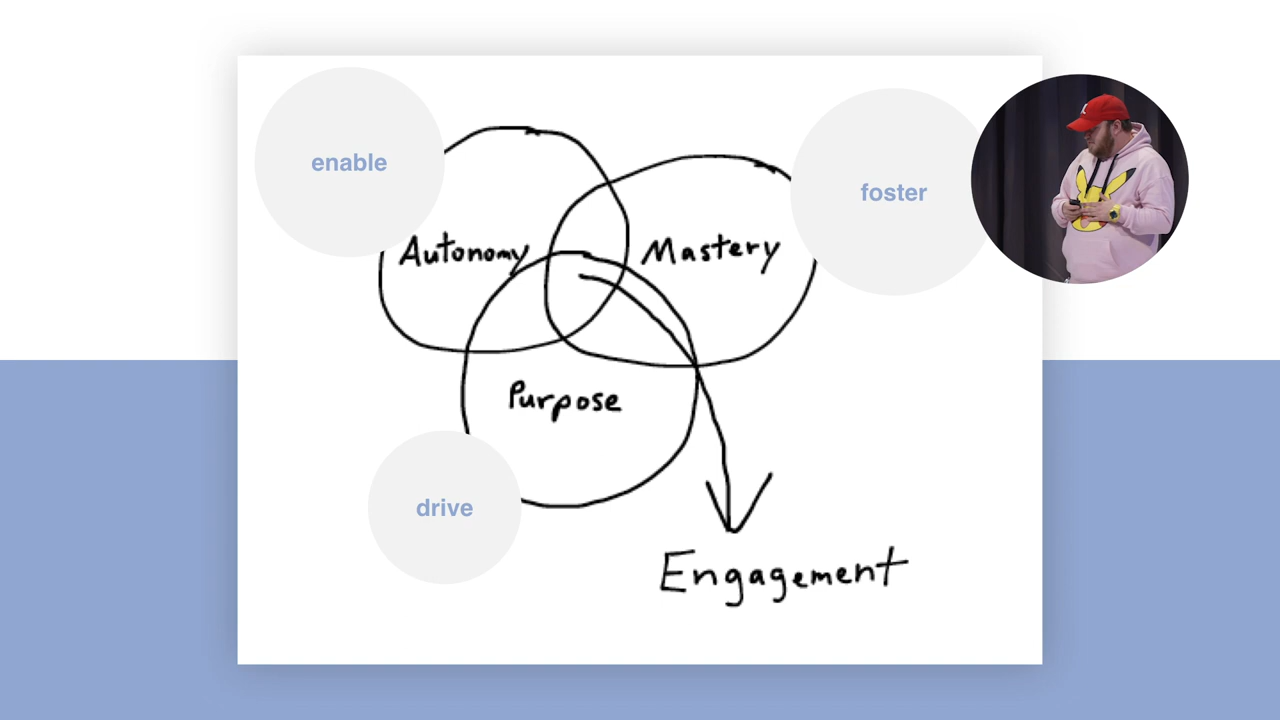 enable
foster
Autonomy
Mastery
Purpose
drive
Engagement